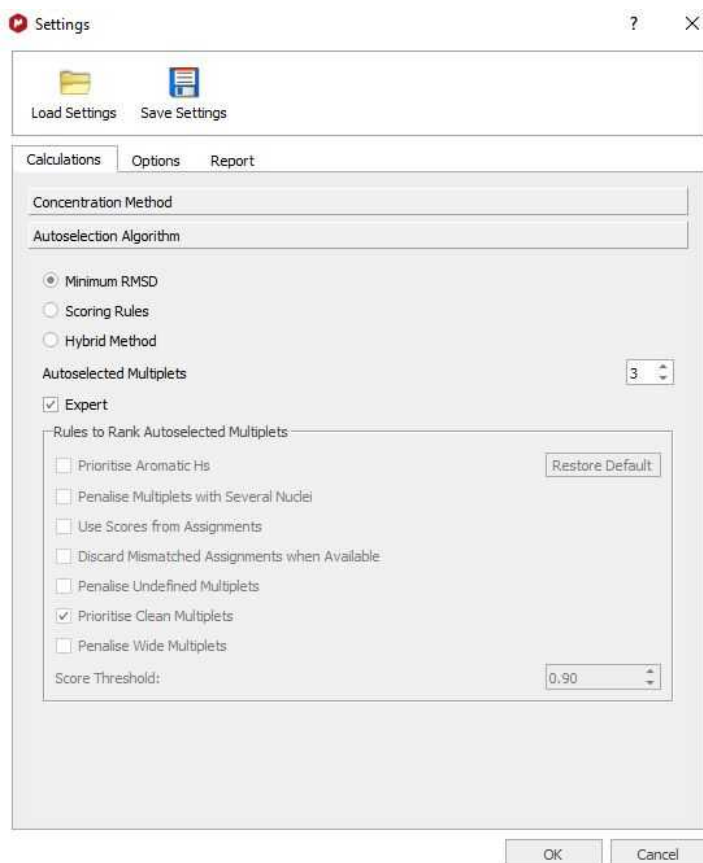 Settings
?
Load Settings Save Settings
Calculations Options Report
Concentration Method
Autoselection Algorithm
Minimum RMSD
Scoring Rules
Hybrid Method
Autoselected Multiplets 3
Expert
Rules to Rank Autoselected Multiplets
Prioritise Aromatic Hs Restore Default
Penalise Multiplets with Several Nuclei
Use Scores from Assignments
Discard Mismatched Assignments when Available
Penalise Undefined Multiplets
Prioritise Clean Multiplets
Penalise Wide Multiplets
Score Threshold: 0.90
OK Cancel